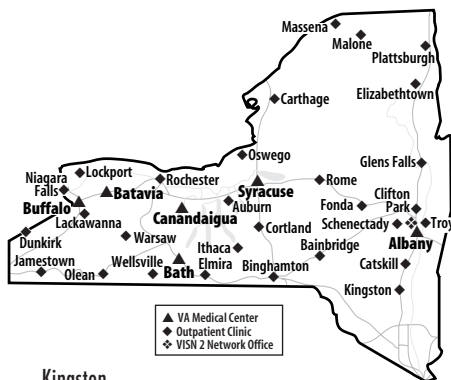 Massena
Malone
Plattsburgh
Elizabethtown
Carthage
Oswego
Glens Falls
Niagara
Falls
Lockport
Rochester
Syracuse
Rome
Clifton
Park
Batavia
Buffalo
Canandaigua
Auburn
Fonda
Schenectady
Troy
Lackawanna
Albany
Dunkirk
Warsaw
Cortland
Ithaca
Bainbridge
Catskill
Jamestown
Wellsville
Bath
Elmira
Olean
Binghamton
Kingston
VA Medical Center
Outpatient Clinic
VISN 2 Network Office
Kingston